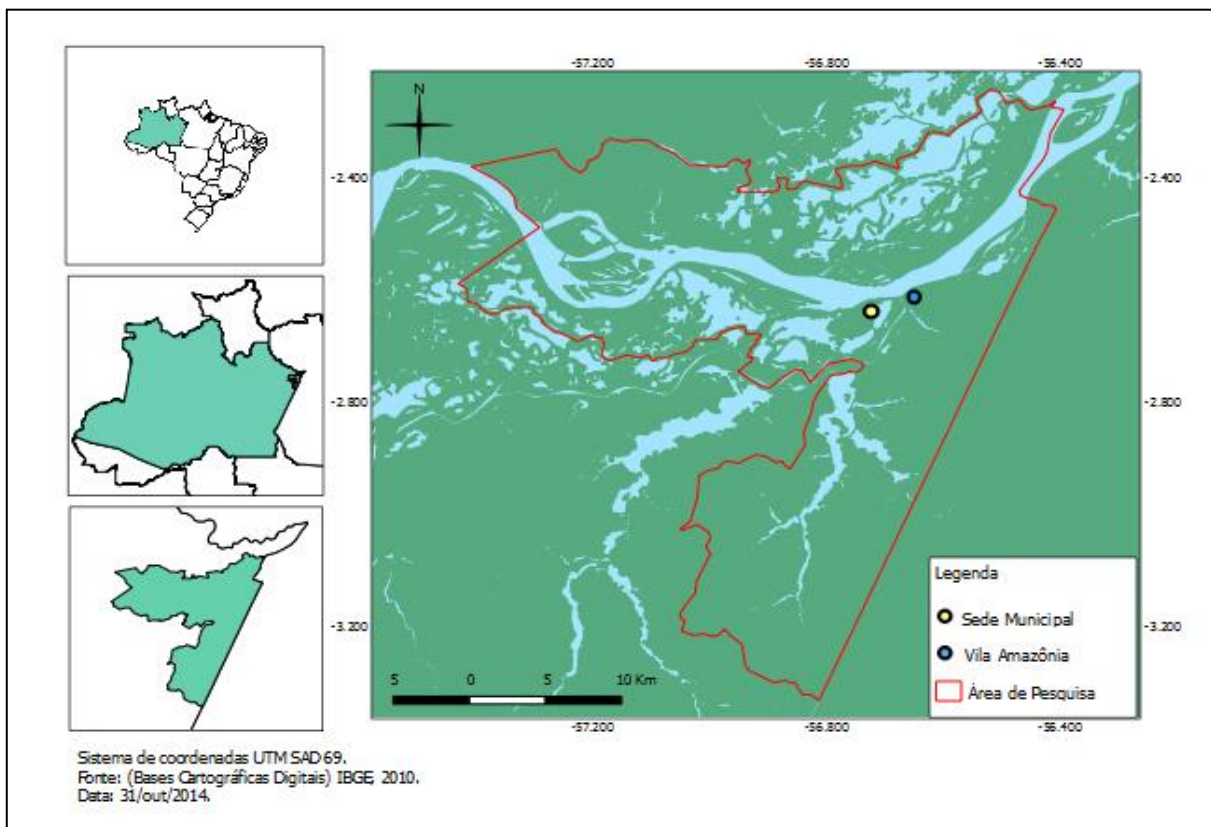 -57.200 -56.800 -56.400
N
-2.400 -2.400
-2.800 -2.800
-3.200 -3.200
5 0 5 10 Km
Legenda
Sede Municipal
Vila Amazônia
Área de Pesquisa
-57.200 -56.800 -56.400
Sistema de coordenadas UTM SAD 69.
Fonte: (Bases Cartográficas Digitais) IBGE, 2010.
Data: 31/out/2014.